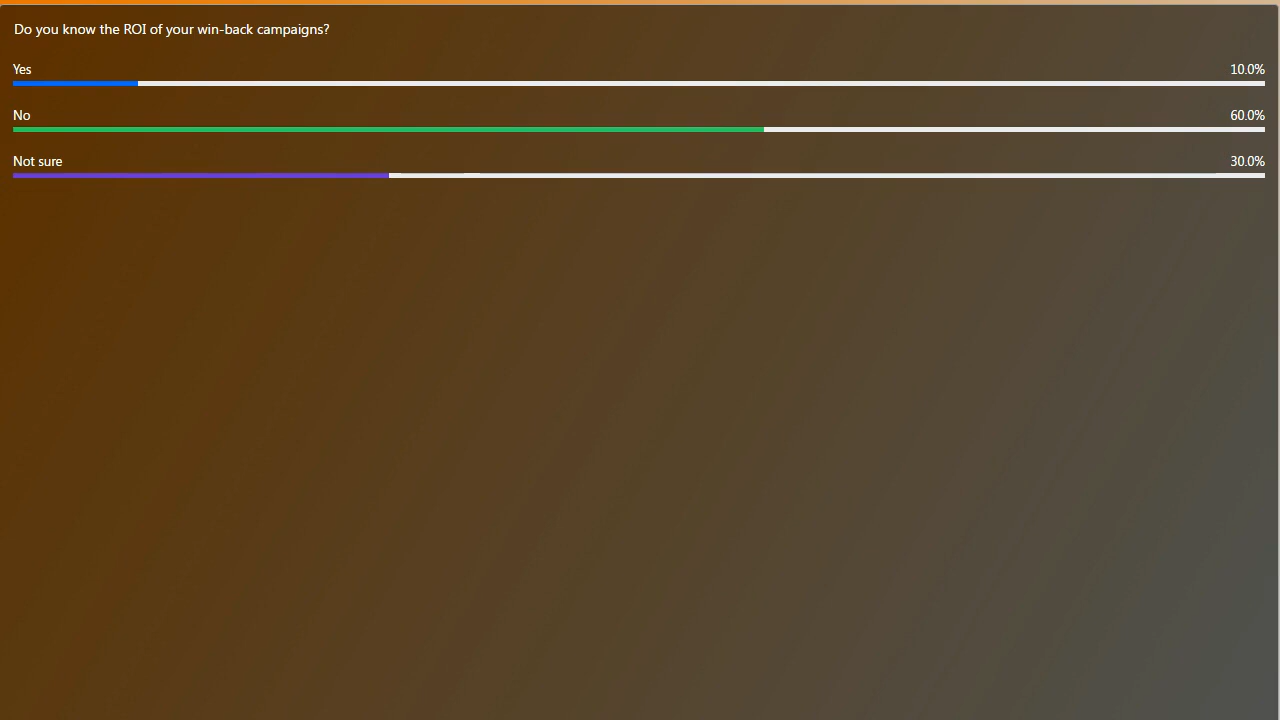 Do you know the ROI of your win-back campaigns?
Yes 10.0%
No 60.0%
Not sure 30.0%